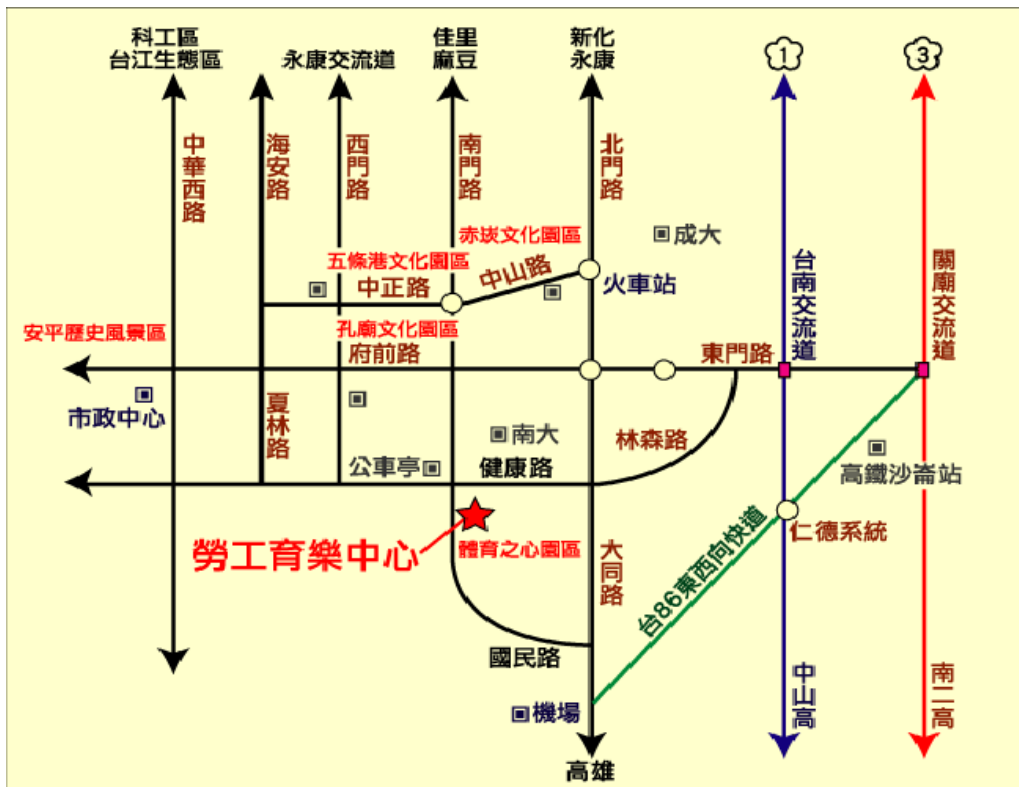 科工區
台江生態區
永康交流道
佳里
麻豆
新化
永康
1
3
中華西路
海安路
西門路
南門路
北門路
赤崁文化園區
成大
五條港文化園區
中山路
中正路
火車站
台南交流道
關廟交流道
安平歷史風景區
孔廟文化園區
府前路
東門路
市政中心
夏林路
南大
林森路
公車亭
健康路
高鐵沙崙站
勞工育樂中心
體育之心園區
大同路
仁德系統
台86東西向快道
國民路
中山高
南二高
機場
高雄